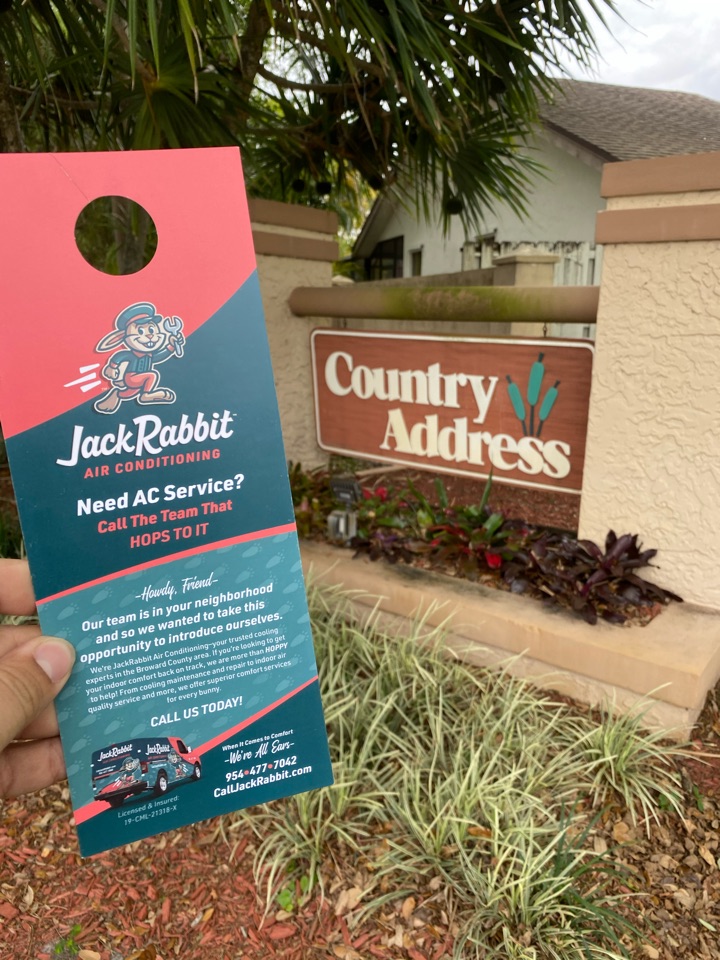 JackRabbit™
AIR CONDITIONING
Need AC Service?
Call The Team That
HOPS TO IT
-Howdy, Friend-
Our team is in your neighborhood
and so we wanted to take this
opportunity to introduce ourselves.
We're JackRabbit Air Conditioning—your trusted cooling
experts in the Broward County area. If you're looking to get
your indoor comfort back on track, we are more than HOPPY
to help! From cooling maintenance and repair to indoor air
quality service and more, we offer superior comfort services
for every bunny.
CALL US TODAY!
JackRabbit
JackRabbit
When It Comes to Comfort
-We're All Ears-
954•477•7042
CallJackRabbit.com
Licensed & Insured:
19-CML-21318-X
Country
Address